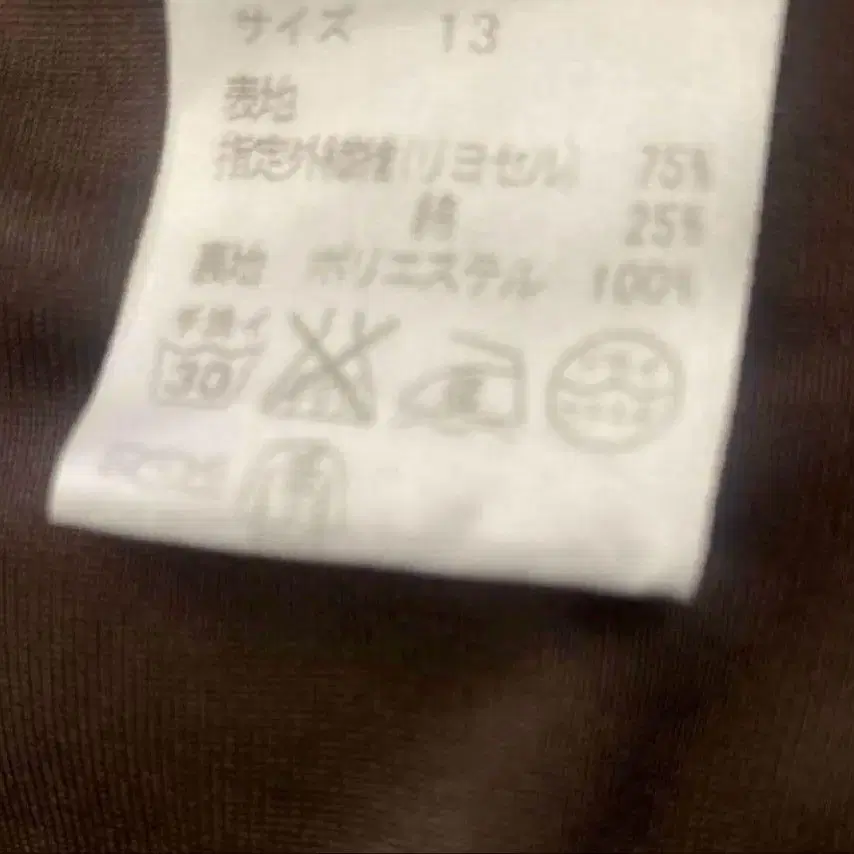 サイズ 13
表地
指定外繊維(リヨセル) 75%
綿 25%
裏地 ポリエステル 100%
手洗イ
30